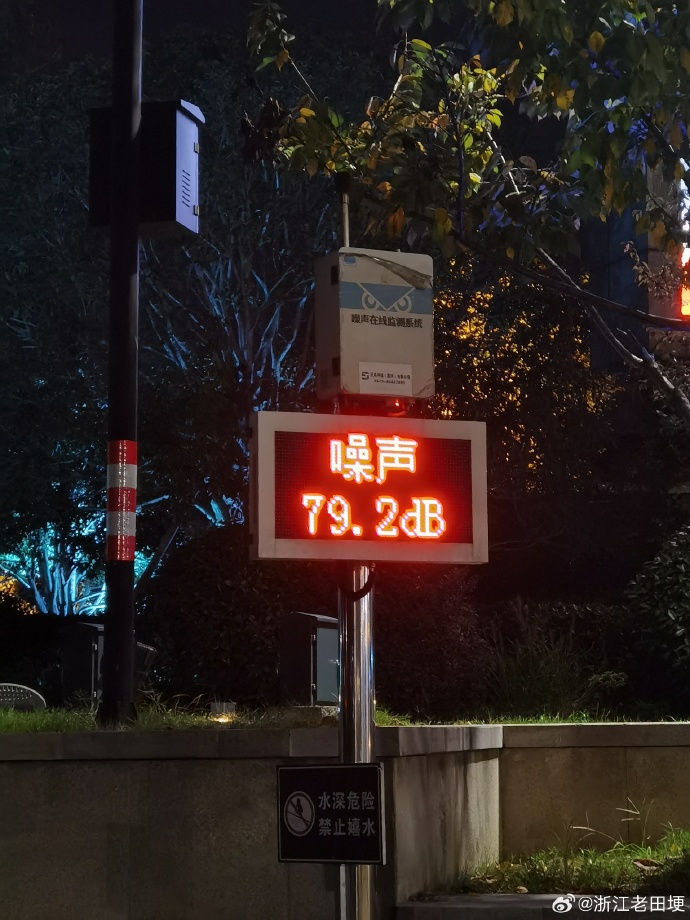 噪声在线监测系统
噪声
79.2dB
水深危险
禁止嬉水
@浙江老田埂